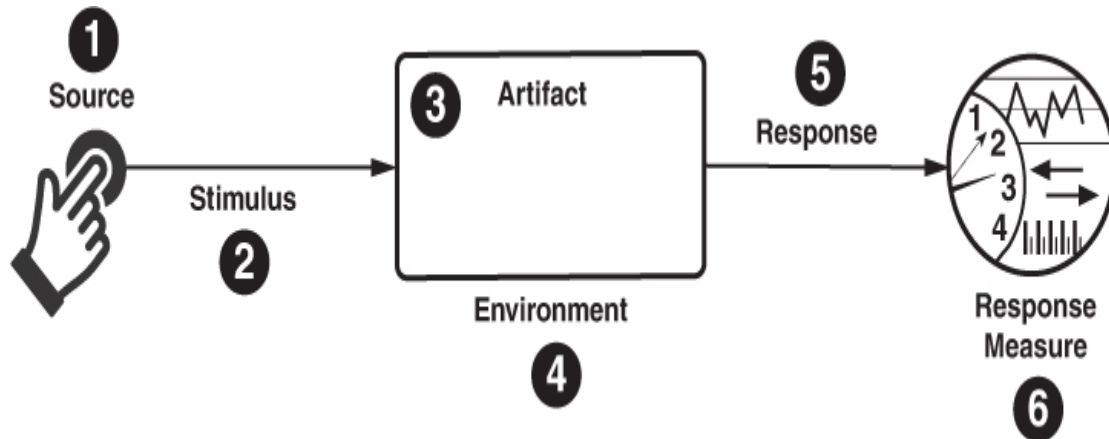 1
Source
Stimulus
2
3
Artifact
Environment
4
5
Response
1
2
3
4
Response
Measure
6